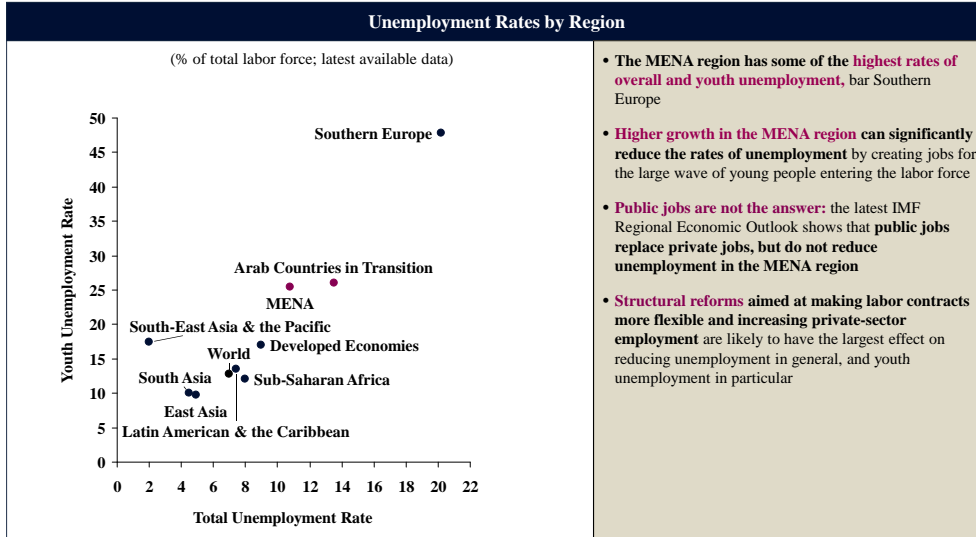 Unemployment Rates by Region
(% of total labor force; latest available data)
Youth Unemployment Rate
50
45
40
35
30
25
20
15
10
5
0
Southern Europe
Arab Countries in Transition
MENA
South-East Asia & the Pacific
World
Developed Economies
South Asia
Sub-Saharan Africa
East Asia
Latin American & the Caribbean
0 2 4 6 8 10 12 14 16 18 20 22
Total Unemployment Rate
• The MENA region has some of the highest rates of
overall and youth unemployment, bar Southern
Europe
• Higher growth in the MENA region can significantly
reduce the rates of unemployment by creating jobs for
the large wave of young people entering the labor force
• Public jobs are not the answer: the latest IMF
Regional Economic Outlook shows that public jobs
replace private jobs, but do not reduce
unemployment in the MENA region
• Structural reforms aimed at making labor contracts
more flexible and increasing private-sector
employment are likely to have the largest effect on
reducing unemployment in general, and youth
unemployment in particular